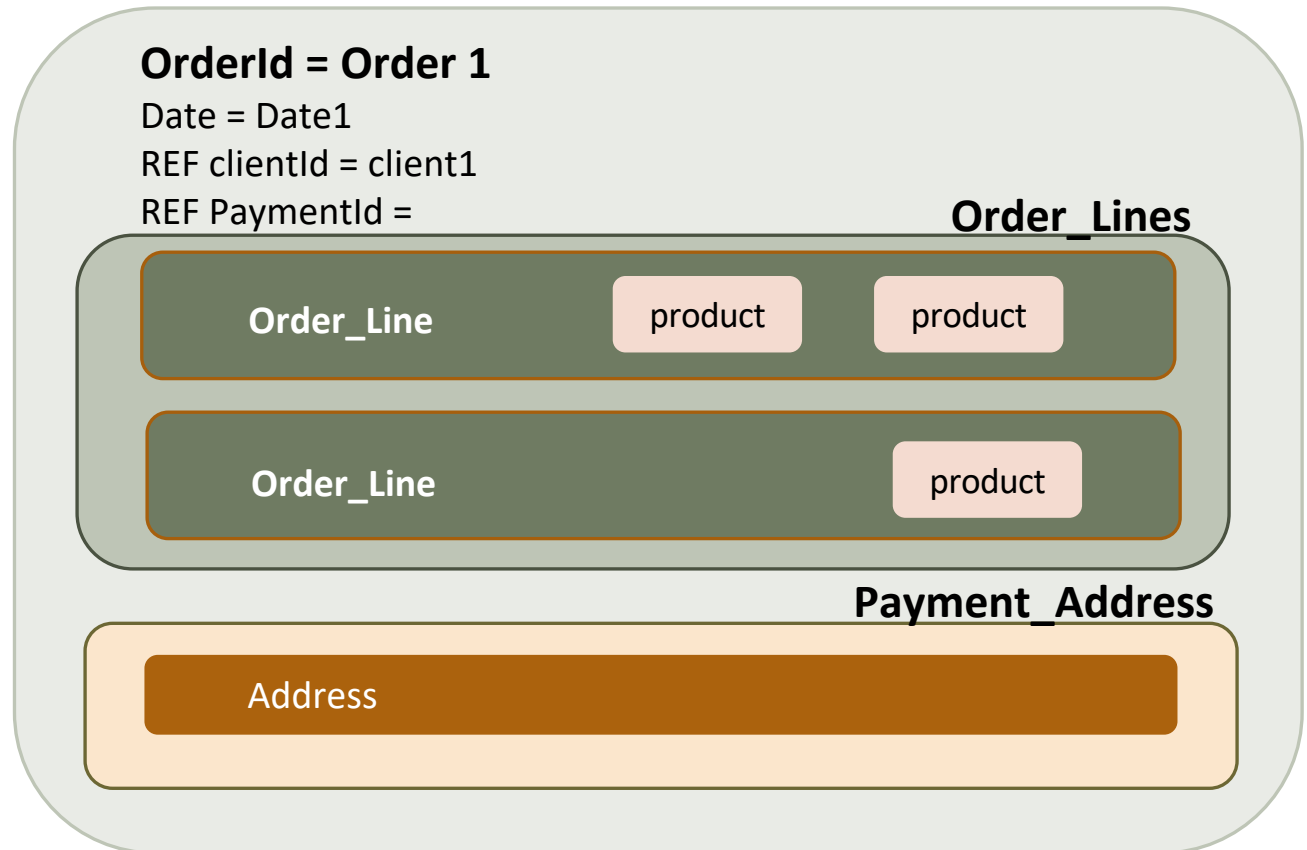 OrderId = Order 1
Date = Date1
REF clientId = client1
REF PaymentId =
Order_Lines
Order_Line product product
Order_Line product
Payment_Address
Address